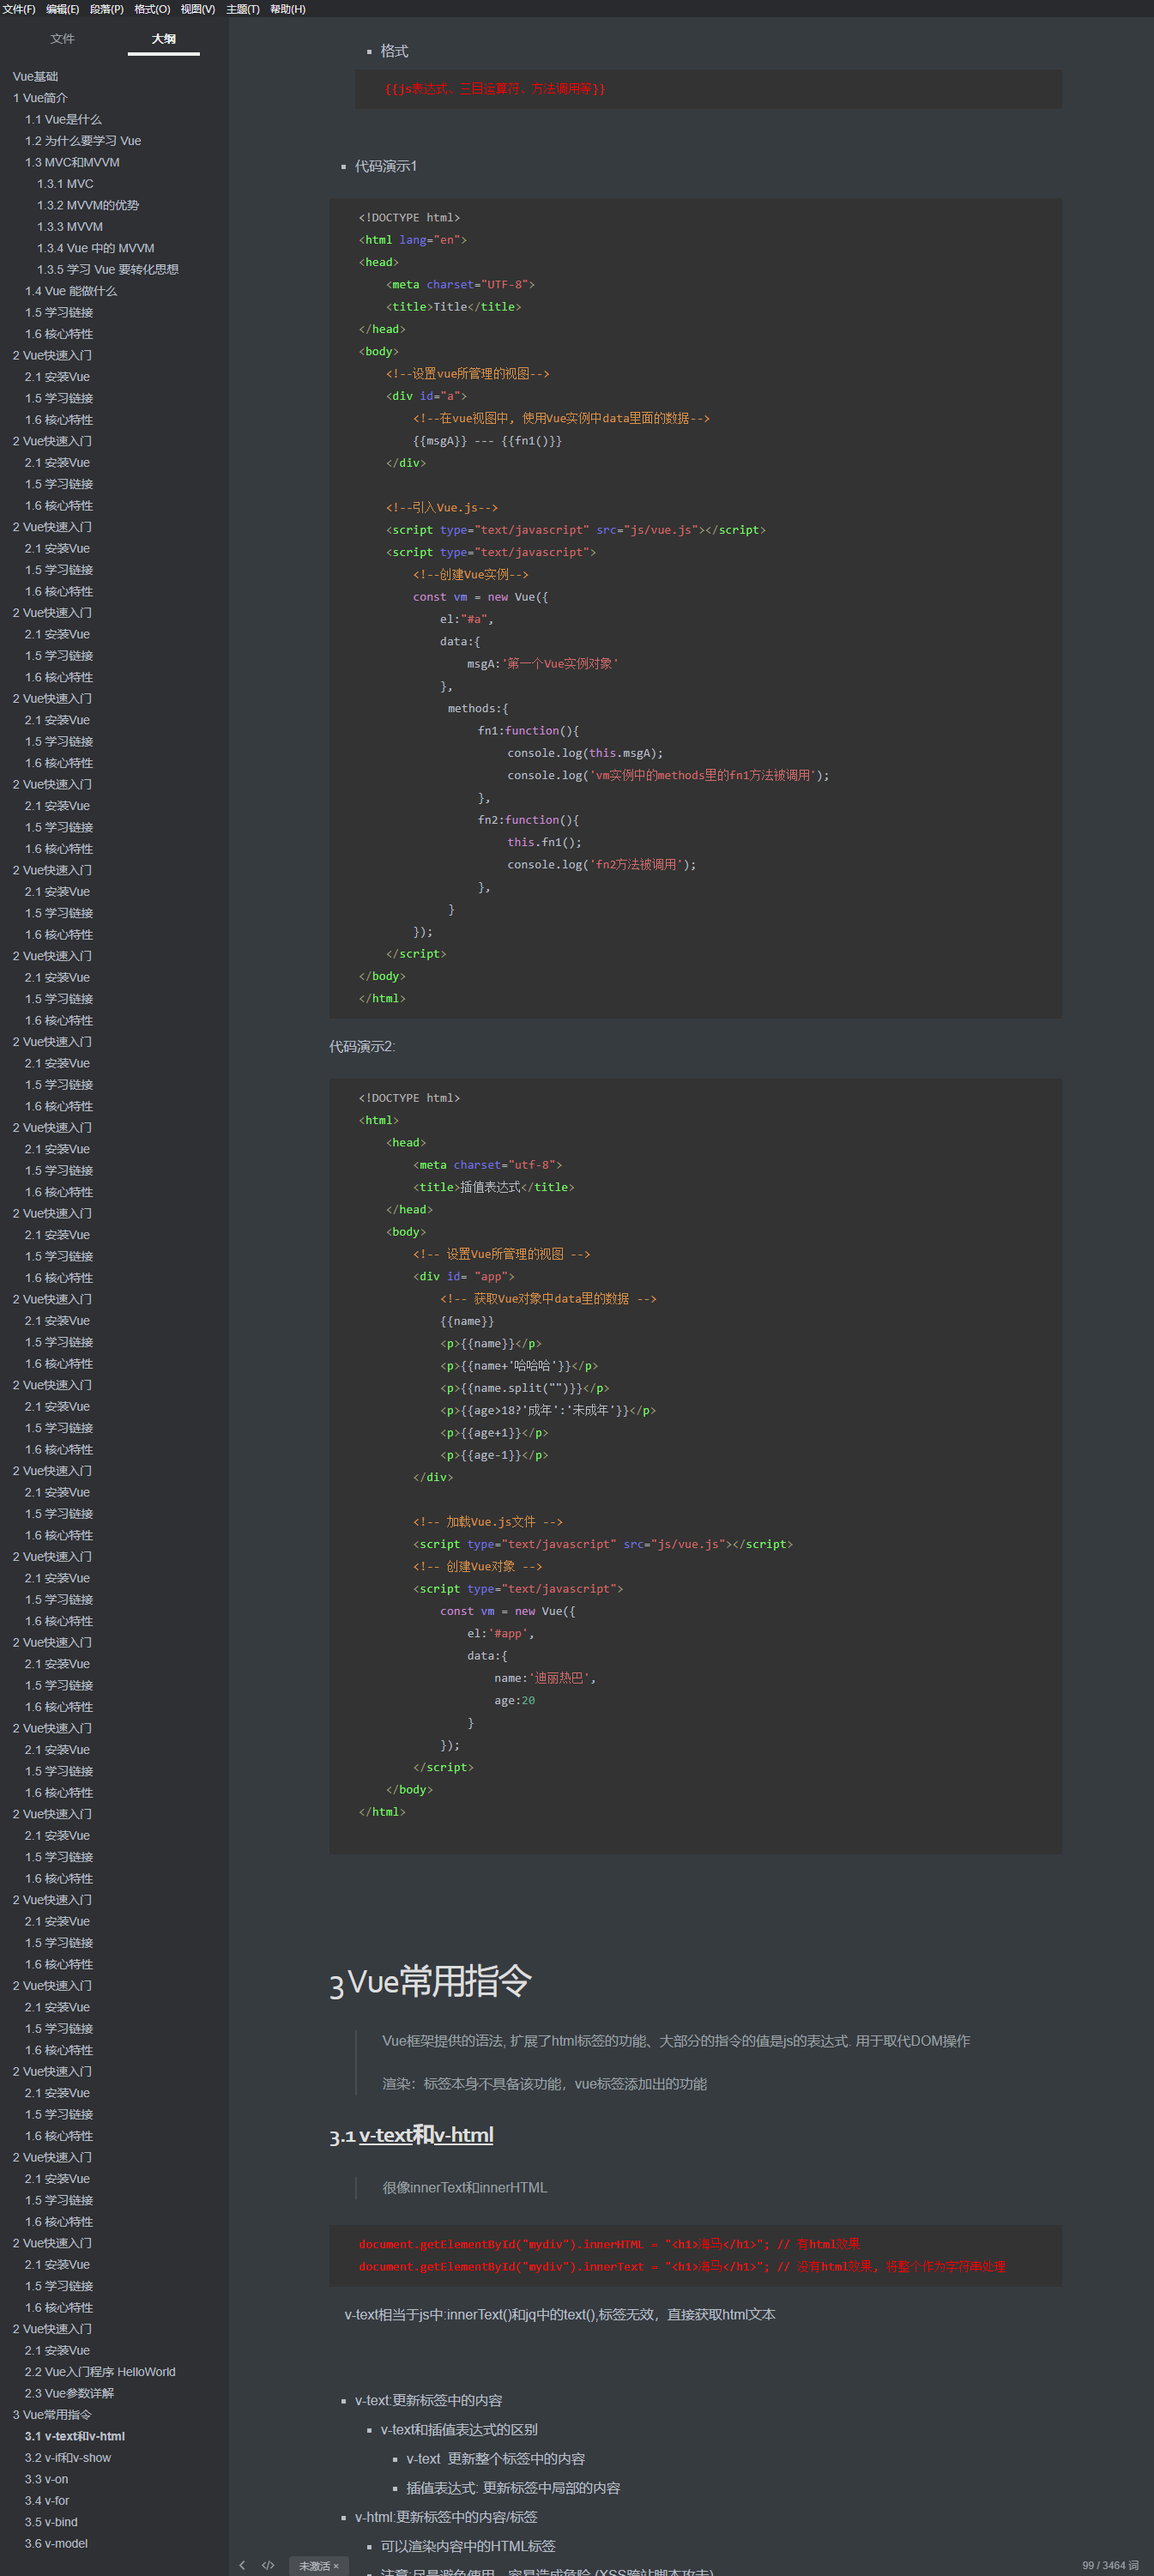 文件(F) 编辑(E) 段落(P) 格式(O) 视图(V) 主题(T) 帮助(H)
文件 大纲
Vue基础
1 Vue简介
1.1 Vue是什么
1.2 为什么要学习 Vue
1.3 MVC和MVVM
1.3.1 MVC
1.3.2 MVVM的优势
1.3.3 MVVM
1.3.4 Vue 中的 MVVM
1.3.5 学习 Vue 要转化思想
1.4 Vue 能做什么
1.5 学习链接
1.6 核心特性
2 Vue快速入门
2.1 安装Vue
1.5 学习链接
1.6 核心特性
2 Vue快速入门
2.1 安装Vue
1.5 学习链接
1.6 核心特性
2 Vue快速入门
2.1 安装Vue
1.5 学习链接
1.6 核心特性
2 Vue快速入门
2.1 安装Vue
1.5 学习链接
1.6 核心特性
2 Vue快速入门
2.1 安装Vue
1.5 学习链接
1.6 核心特性
2 Vue快速入门
2.1 安装Vue
1.5 学习链接
1.6 核心特性
2 Vue快速入门
2.1 安装Vue
1.5 学习链接
1.6 核心特性
2 Vue快速入门
2.1 安装Vue
1.5 学习链接
1.6 核心特性
2 Vue快速入门
2.1 安装Vue
1.5 学习链接
1.6 核心特性
2 Vue快速入门
2.1 安装Vue
1.5 学习链接
1.6 核心特性
2 Vue快速入门
2.1 安装Vue
1.5 学习链接
1.6 核心特性
2 Vue快速入门
2.1 安装Vue
1.5 学习链接
1.6 核心特性
2 Vue快速入门
2.1 安装Vue
1.5 学习链接
1.6 核心特性
2 Vue快速入门
2.1 安装Vue
1.5 学习链接
1.6 核心特性
2 Vue快速入门
2.1 安装Vue
1.5 学习链接
1.6 核心特性
2 Vue快速入门
2.1 安装Vue
1.5 学习链接
1.6 核心特性
2 Vue快速入门
2.1 安装Vue
1.5 学习链接
1.6 核心特性
2 Vue快速入门
2.1 安装Vue
1.5 学习链接
1.6 核心特性
2 Vue快速入门
2.1 安装Vue
1.5 学习链接
1.6 核心特性
2 Vue快速入门
2.1 安装Vue
1.5 学习链接
1.6 核心特性
2 Vue快速入门
2.1 安装Vue
1.5 学习链接
1.6 核心特性
2 Vue快速入门
2.1 安装Vue
1.5 学习链接
1.6 核心特性
2 Vue快速入门
2.1 安装Vue
1.5 学习链接
1.6 核心特性
2 Vue快速入门
2.1 安装Vue
2.2 Vue入门程序 HelloWorld
2.3 Vue参数详解
3 Vue常用指令
3.1 v-text和v-html
3.2 v-if和v-show
3.3 v-on
3.4 v-for
3.5 v-bind
3.6 v-model
格式
{{js表达式、三目运算符、方法调用等}}
代码演示1
<!DOCTYPE html>
<html lang="en">
<head>
<meta charset="UTF-8">
<title>Title</title>
</head>
<body>
<!--设置vue所管理的视图-->
<div id="a">
<!--在vue视图中, 使用Vue实例中data里面的数据-->
{{msgA}} --- {{fn1()}}
</div>
<!--引入Vue.js-->
<script type="text/javascript" src="js/vue.js"></script>
<script type="text/javascript">
<!--创建Vue实例-->
const vm = new Vue({
el:"#a",
data:{
msgA:'第一个Vue实例对象'
},
methods:{
fn1:function(){
console.log(this.msgA);
console.log('vm实例中的methods里的fn1方法被调用');
},
fn2:function(){
this.fn1();
console.log('fn2方法被调用');
},
}
});
</script>
</body>
</html>
代码演示2:
<!DOCTYPE html>
<html>
<head>
<meta charset="utf-8">
<title>插值表达式</title>
</head>
<body>
<!-- 设置Vue所管理的视图 -->
<div id= "app">
<!-- 获取Vue对象中data里的数据 -->
{{name}}
<p>{{name}}</p>
<p>{{name+'哈哈哈'}}</p>
<p>{{name.split("")}}</p>
<p>{{age>18?'成年':'未成年'}}</p>
<p>{{age+1}}</p>
<p>{{age-1}}</p>
</div>
<!-- 加载Vue.js文件 -->
<script type="text/javascript" src="js/vue.js"></script>
<!-- 创建Vue对象 -->
<script type="text/javascript">
const vm = new Vue({
el:'#app',
data:{
name:'迪丽热巴',
age:20
}
});
</script>
</body>
</html>
3 Vue常用指令
Vue框架提供的语法, 扩展了html标签的功能、大部分的指令的值是js的表达式. 用于取代DOM操作
渲染：标签本身不具备该功能，vue标签添加出的功能
3.1 v-text和v-html
很像innerText和innerHTML
document.getElementById("mydiv").innerHTML = "<h1>海马</h1>"; // 有html效果
document.getElementById("mydiv").innerText = "<h1>海马</h1>"; // 没有html效果, 将整个作为字符串处理
v-text相当于js中:innerText()和jq中的text(),标签无效，直接获取html文本
v-text:更新标签中的内容
v-text和插值表达式的区别
v-text 更新整个标签中的内容
插值表达式: 更新标签中局部的内容
v-html:更新标签中的内容/标签
可以渲染内容中的HTML标签
注意:尽量避免使用，容易造成危险 (XSS跨站脚本攻击)
</> 未激活 × 99 / 3464 词